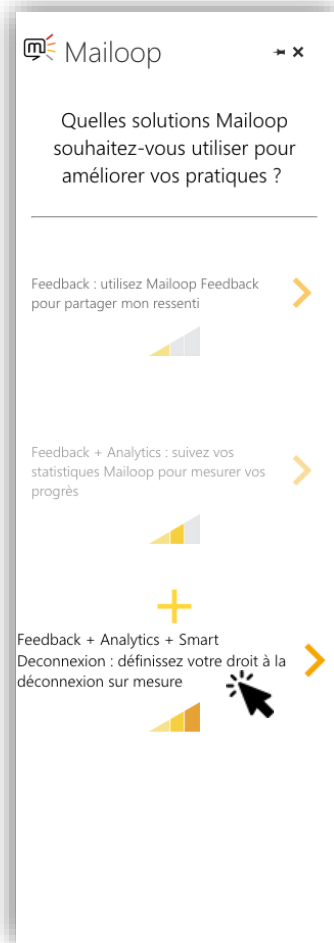 Mailoop
Quelles solutions Mailoop
souhaitez-vous utiliser pour
améliorer vos pratiques ?
Feedback : utilisez Mailoop Feedback
pour partager mon ressenti
Feedback + Analytics : suivez vos
statistiques Mailoop pour mesurer vos
progrès
Feedback + Analytics + Smart
Deconnexion : définissez votre droit à la
déconnexion sur mesure